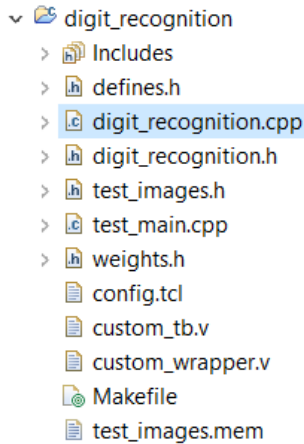 digit_recognition
Includes
defines.h
digit_recognition.cpp
digit_recognition.h
test_images.h
test_main.cpp
weights.h
config.tcl
custom_tb.v
custom_wrapper.v
Makefile
test_images.mem